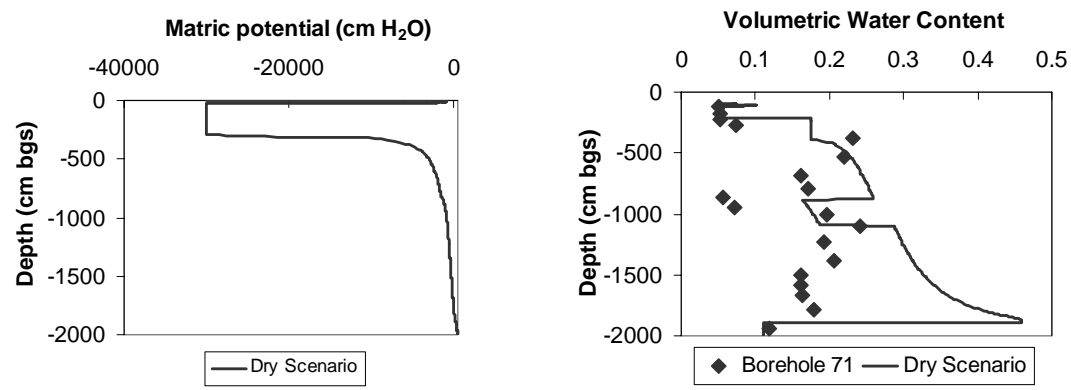 Matric potential (cm H₂O)
-40000 -20000 0
0
-500
-1000
-1500
-2000
Depth (cm bgs)
Dry Scenario
Volumetric Water Content
0 0.1 0.2 0.3 0.4 0.5
0
-500
-1000
-1500
-2000
Depth (cm bgs)
Borehole 71 Dry Scenario